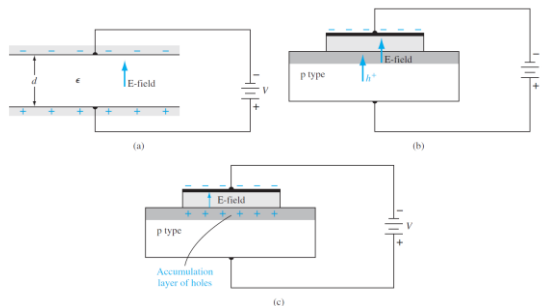 − − − − − − −
d
ϵ
E-field
−
V
+
+ + + + + + +
(a)
− − − − − − −
E-field
p type
h+
−
+
(b)
− − − − − −
E-field
+ + + + + +
p type
−
V
+
Accumulation
layer of holes
(c)